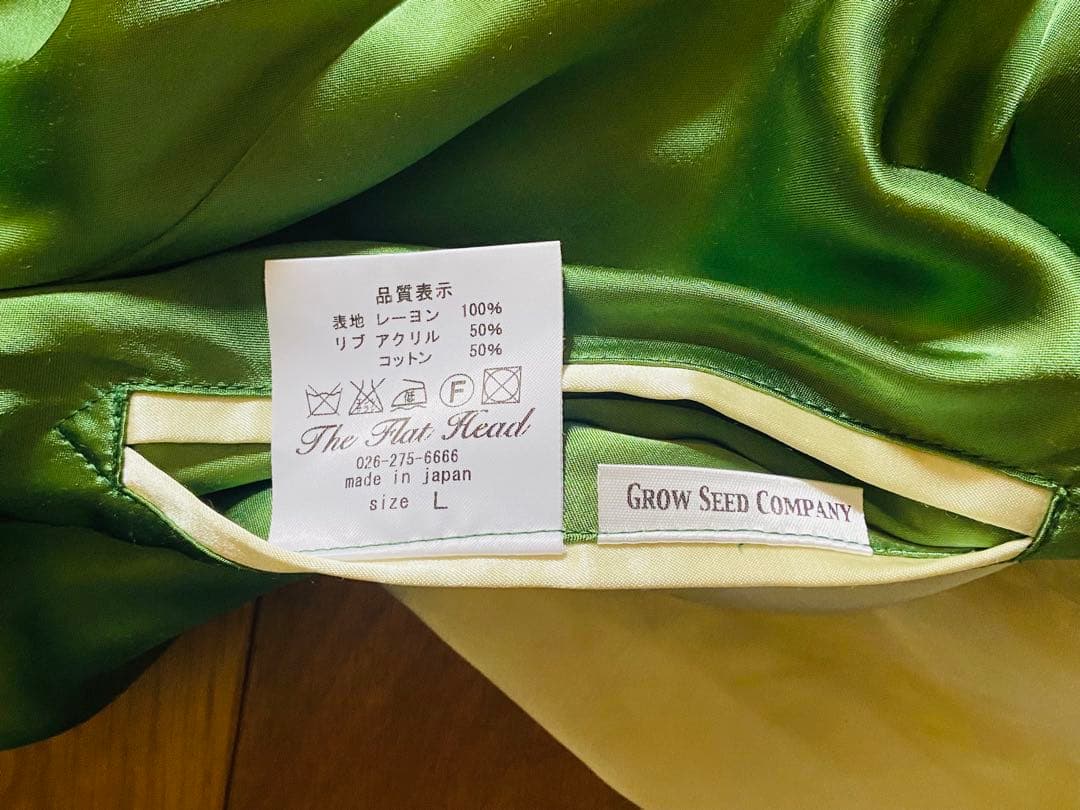 品質表示
表地 レーヨン 100%
リブ アクリル 50%
コットン 50%
低 F
The Flat Head
026-275-6666
made in japan
size L
GROW SEED COMPANY